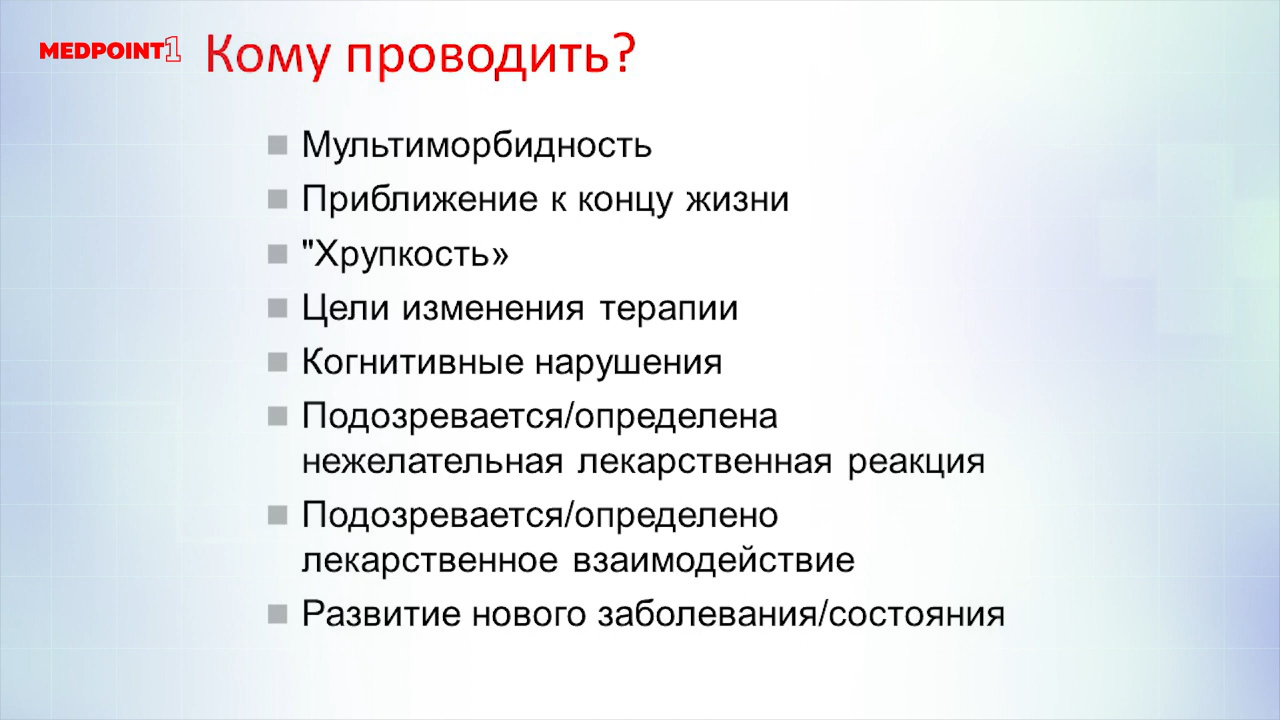 MEDPOINT1
Кому проводить?
Мультиморбидность
Приближение к концу жизни
"Хрупкость»
Цели изменения терапии
Когнитивные нарушения
Подозревается/определена
нежелательная лекарственная реакция
Подозревается/определено
лекарственное взаимодействие
Развитие нового заболевания/состояния